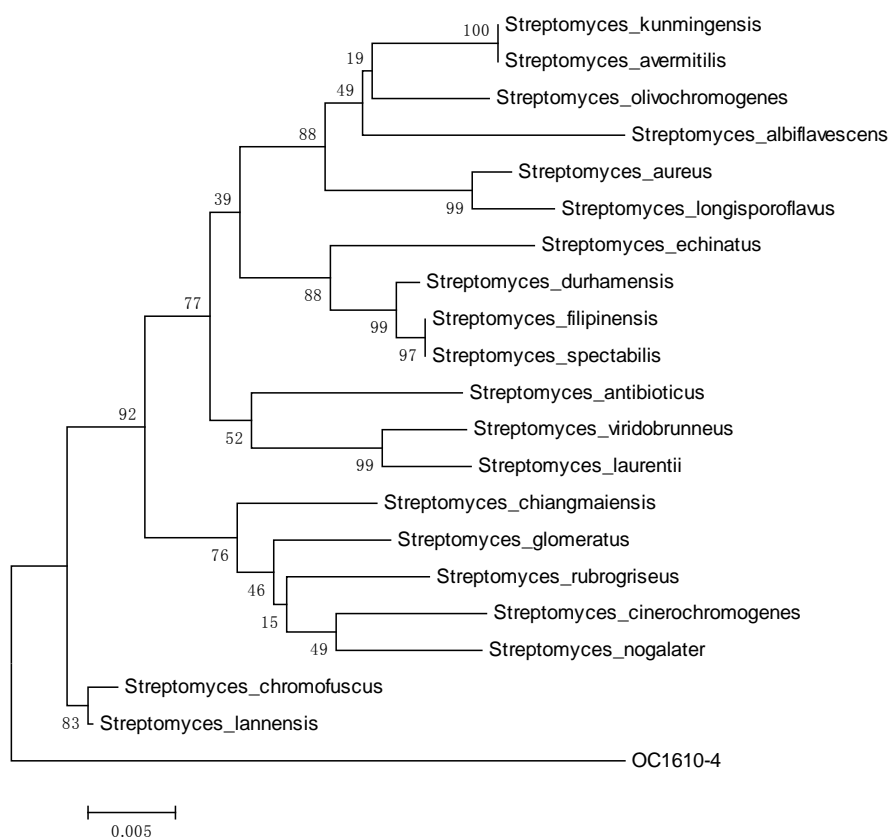 100
Streptomyces_kunmingensis
Streptomyces_avermitilis
19
Streptomyces_olivochromogenes
49
Streptomyces_albiflavescens
88
Streptomyces_aureus
99
Streptomyces_longisporoflavus
39
Streptomyces_echinatus
88
Streptomyces_durhamensis
99
Streptomyces_filipinensis
97
Streptomyces_spectabilis
77
Streptomyces_antibioticus
52
Streptomyces_viridobrunneus
99
Streptomyces_laurentii
92
Streptomyces_chiangmaiensis
76
Streptomyces_glomeratus
46
Streptomyces_rubrogriseus
15
Streptomyces_cinerochromogenes
49
Streptomyces_nogalater
Streptomyces_chromofuscus
83
Streptomyces_lannensis
OC1610-4
0.005